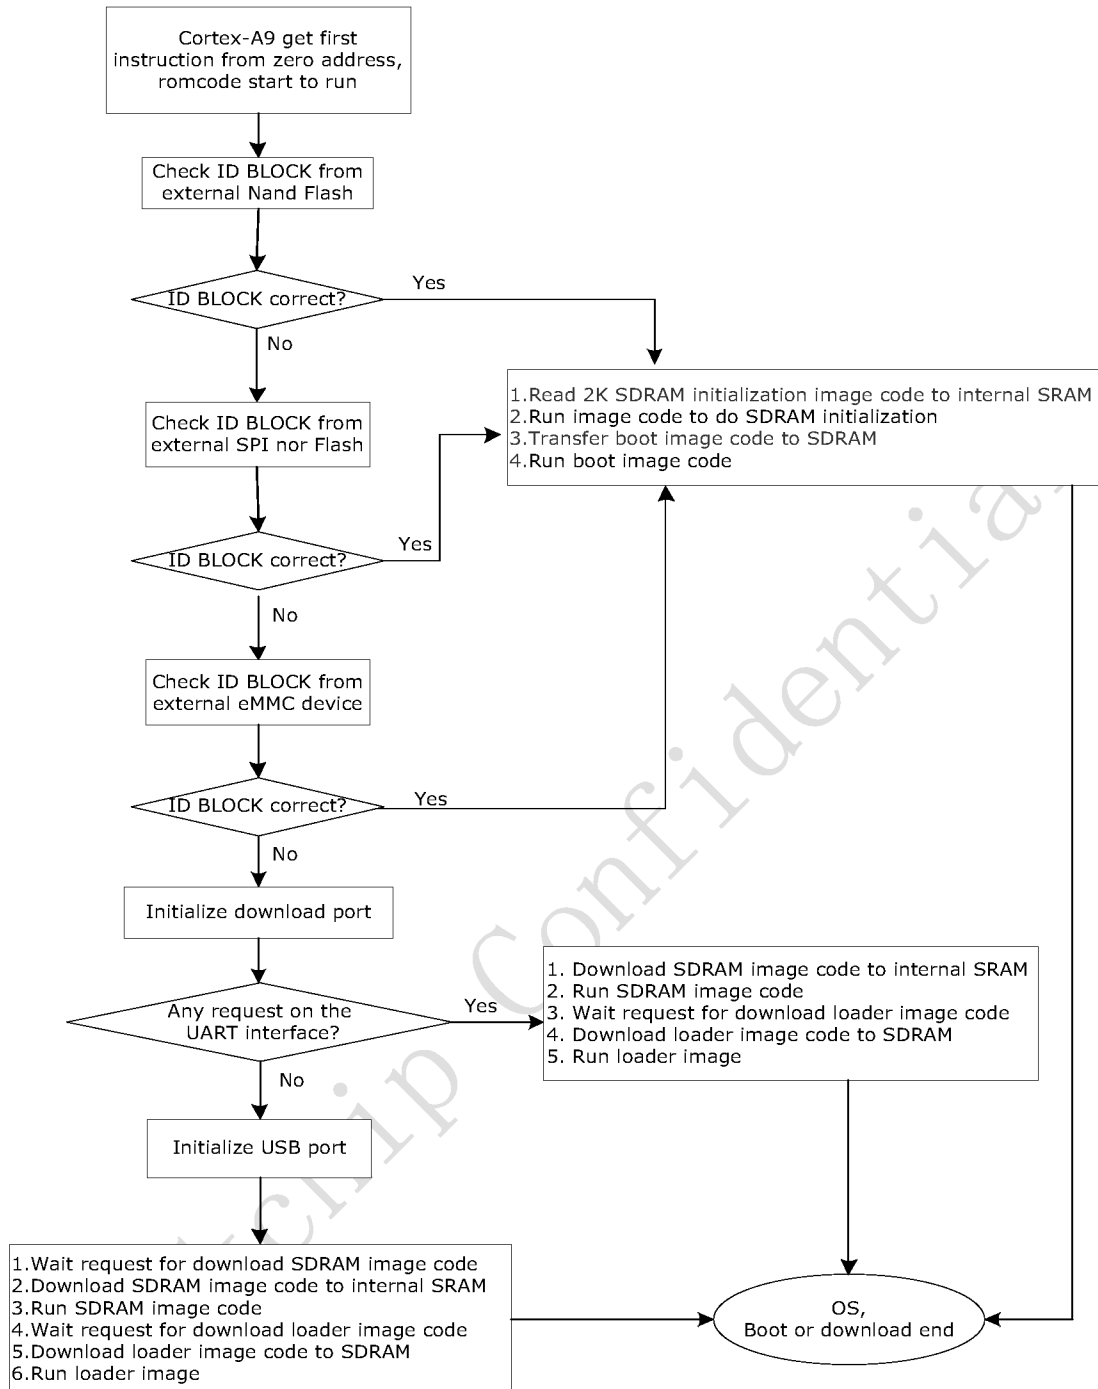 Cortex-A9 get first
instruction from zero address,
romcode start to run
Check ID BLOCK from
external Nand Flash
ID BLOCK correct?
Yes
No
1.Read 2K SDRAM initialization image code to internal SRAM
2.Run image code to do SDRAM initialization
3.Transfer boot image code to SDRAM
4.Run boot image code
Check ID BLOCK from
external SPI nor Flash
ID BLOCK correct?
Yes
No
Check ID BLOCK from
external eMMC device
ID BLOCK correct?
Yes
No
Initialize download port
Any request on the
UART interface?
Yes
No
1. Download SDRAM image code to internal SRAM
2. Run SDRAM image code
3. Wait request for download loader image code
4. Download loader image code to SDRAM
5. Run loader image
Initialize USB port
1.Wait request for download SDRAM image code
2.Download SDRAM image code to internal SRAM
3.Run SDRAM image code
4.Wait request for download loader image code
5.Download loader image code to SDRAM
6.Run loader image
OS,
Boot or download end
Confidential